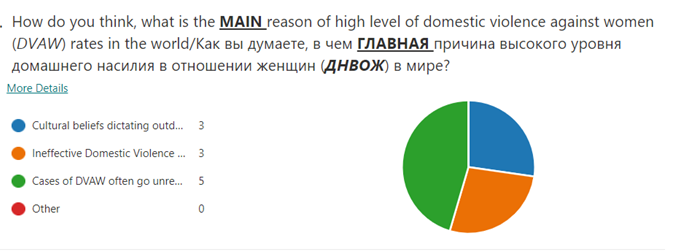 . How do you think, what is the MAIN reason of high level of domestic violence against women
(DVAW) rates in the world/Как вы думаете, в чем ГЛАВНАЯ причина высокого уровня
домашнего насилия в отношении женщин (ДНВОЖ) в мире?
More Details
Cultural beliefs dictating outd... 3
Ineffective Domestic Violence ... 3
Cases of DVAW often go unre... 5
Other 0